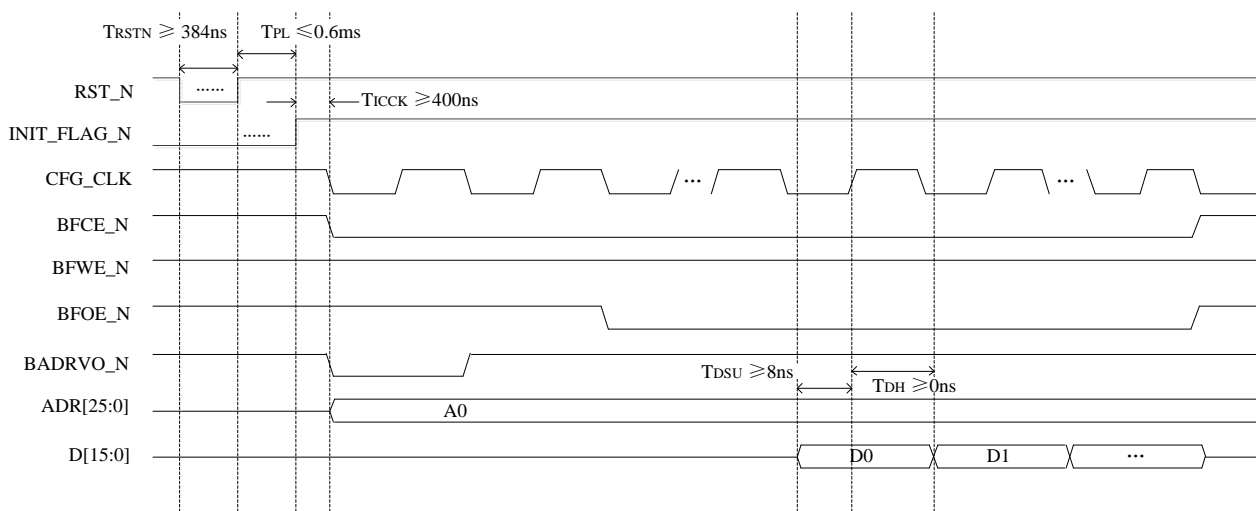 TRSTN ≥ 384ns TPL ≤0.6ms
RST_N ......
TICCK ≥400ns
INIT_FLAG_N ......
CFG_CLK ... ...
BFCE_N
BFWE_N
BFOE_N
BADRVO_N
TDSU ≥8ns TDH ≥0ns
ADR[25:0] A0
D[15:0] D0 D1 ...